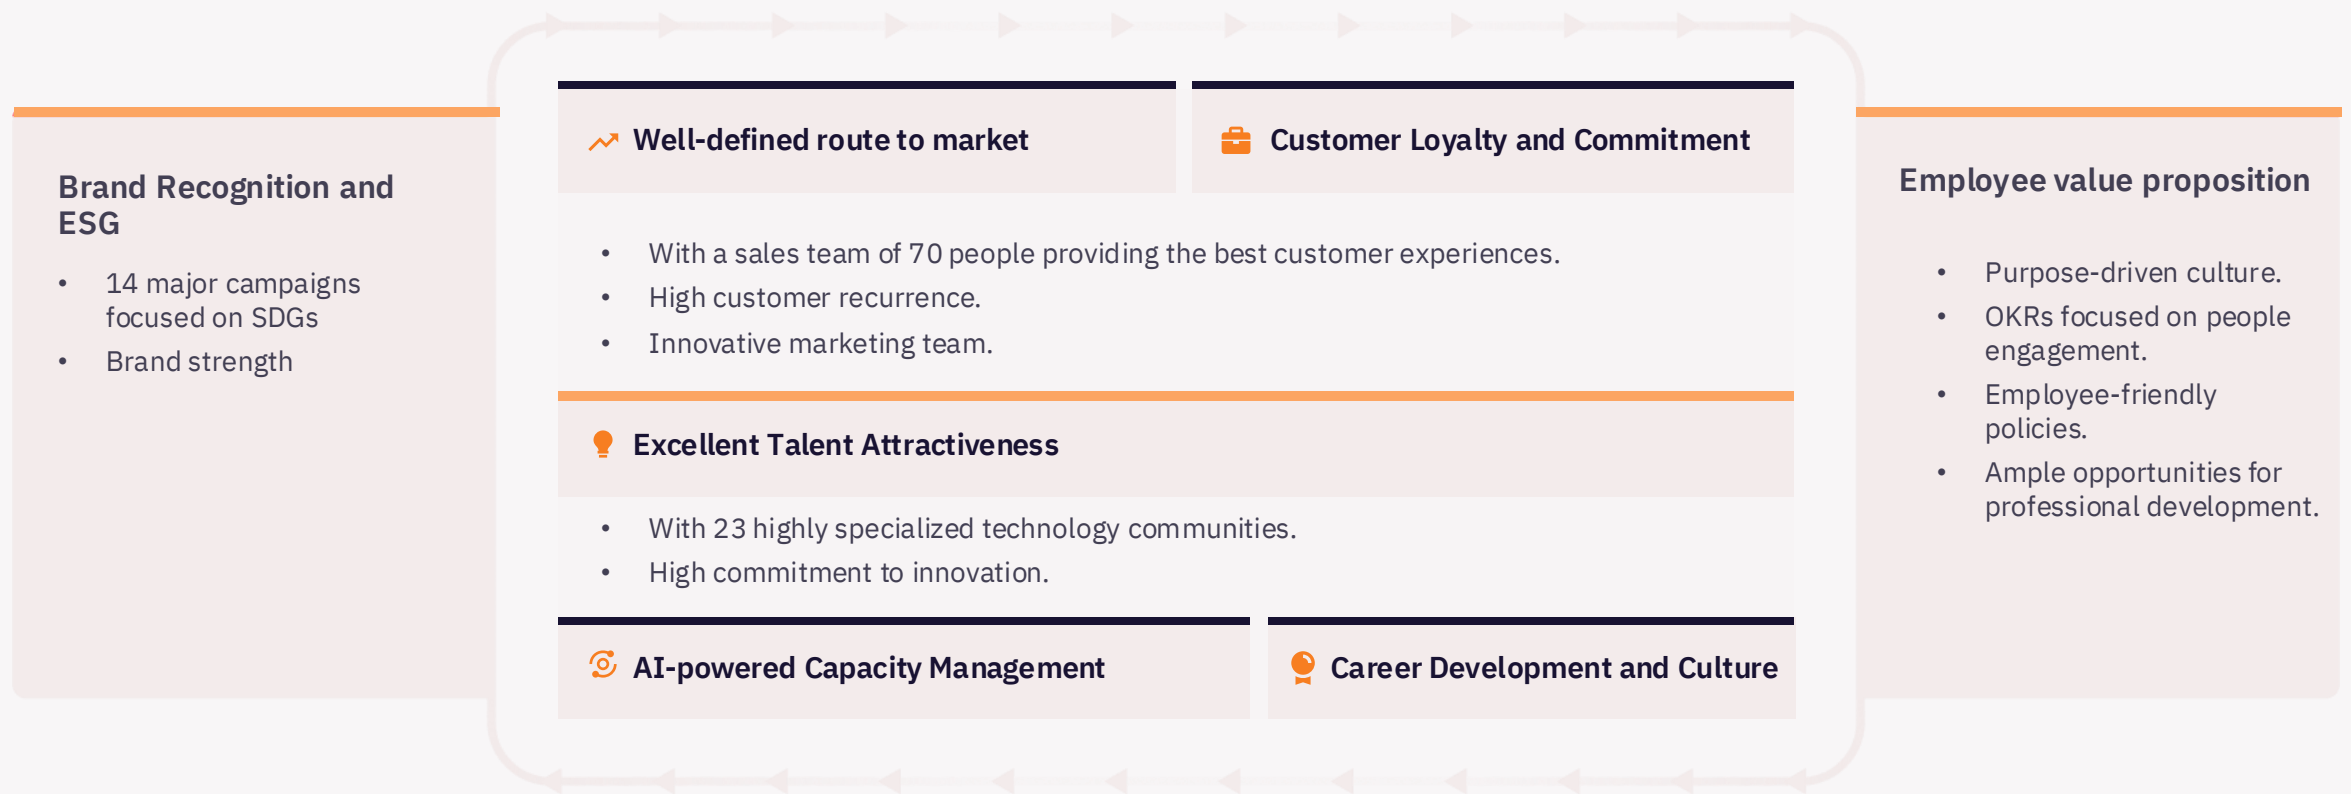 Brand Recognition and
ESG
• 14 major campaigns
focused on SDGs
• Brand strength
Well-defined route to market
Customer Loyalty and Commitment
• With a sales team of 70 people providing the best customer experiences.
• High customer recurrence.
• Innovative marketing team.
Excellent Talent Attractiveness
• With 23 highly specialized technology communities.
• High commitment to innovation.
AI-powered Capacity Management
Career Development and Culture
Employee value proposition
• Purpose-driven culture.
• OKRs focused on people
engagement.
• Employee-friendly
policies.
• Ample opportunities for
professional development.